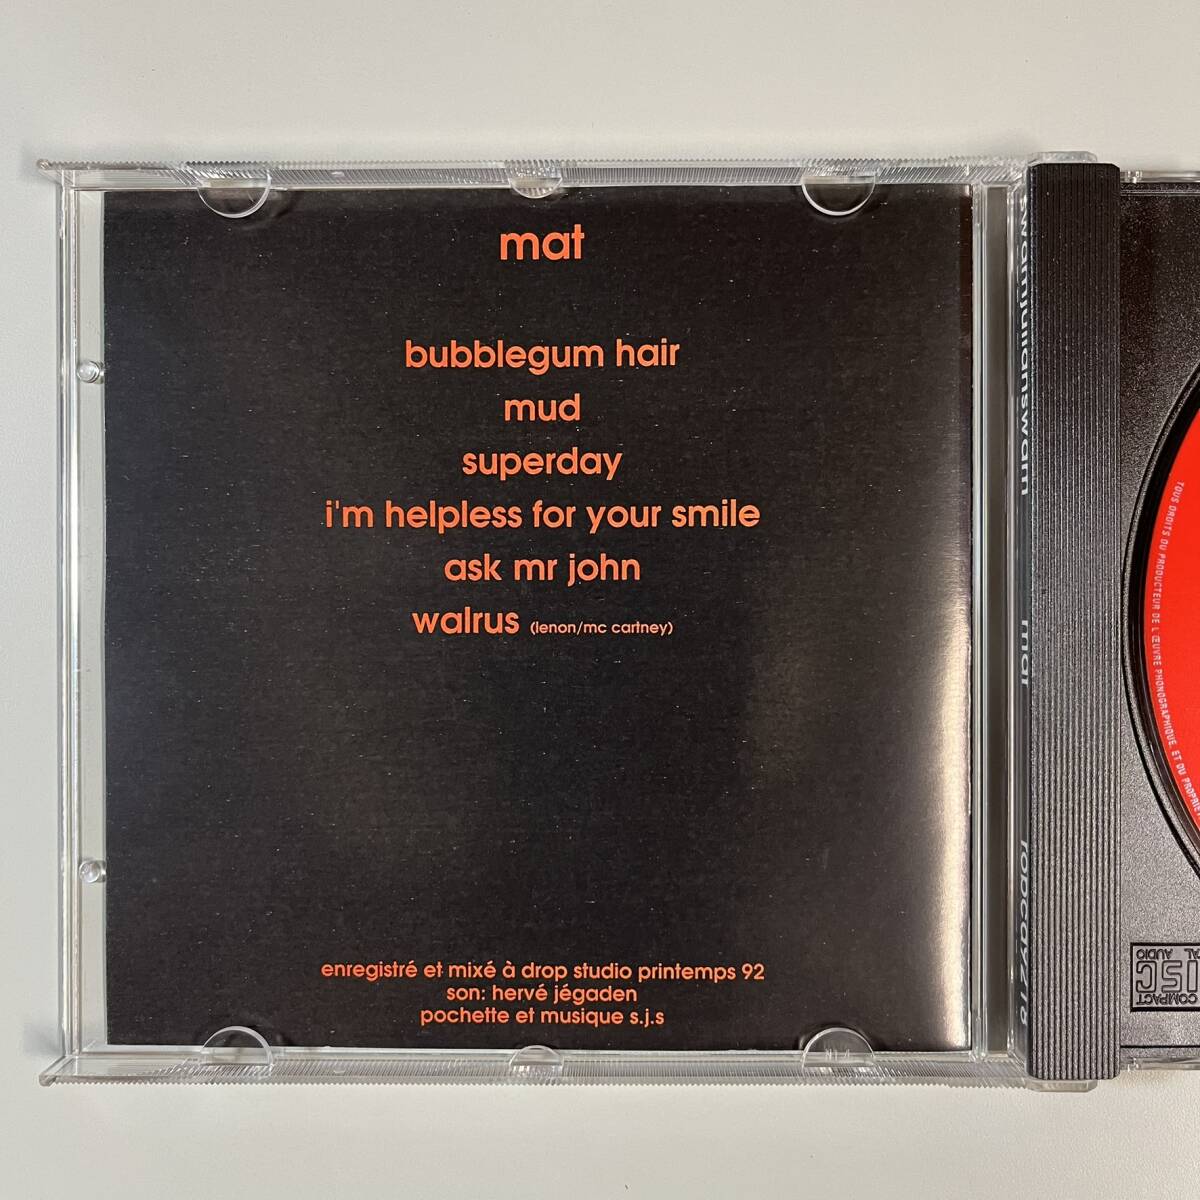 mat
bubblegum hair
mud
superday
i'm helpless for your smile
ask mr john
walrus (lenon/mc cartney)
enregistré et mixé à drop studio printemps 92
son: hervé jégaden
pochette et musique s.j.s
swamjulianswam mat
TOUS DROITS DU PRODUCTEUR DE L ŒUVRE PHONOGRAPHIQUE ET DU
COMPACT